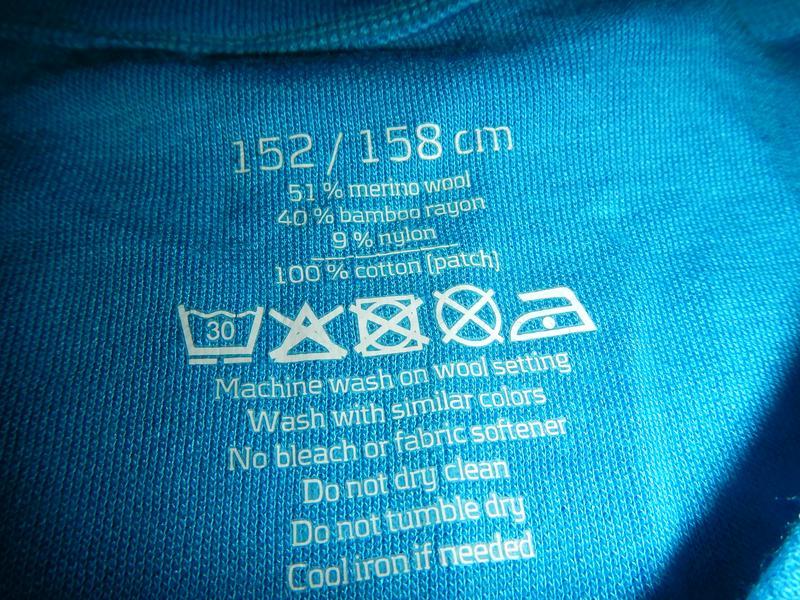 152 / 158 cm
51 % merino wool
40 % bamboo rayon
9 % nylon
100 % cotton (patch)
30
Machine wash on wool setting
Wash with similar colors
No bleach or fabric softener
Do not dry clean
Do not tumble dry
Cool iron if needed